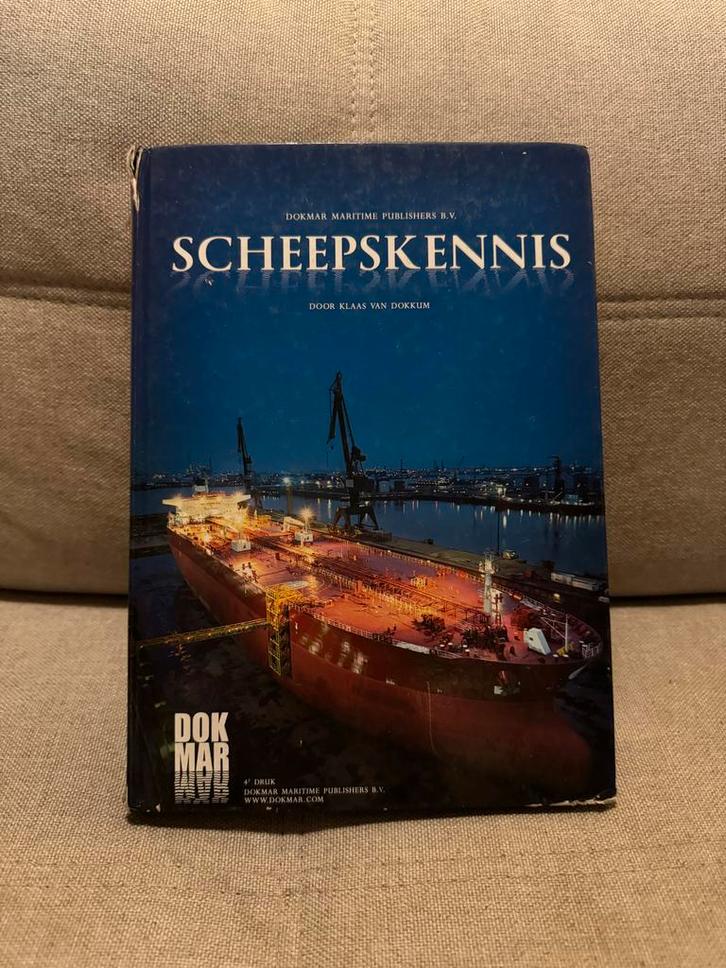 DOKMAR MARITIME PUBLISHERS B.V.
SCHEEPSKENNIS
DOOR KLAAS VAN DOKKUM
DOK
MAR
4e DRUK
DOKMAR MARITIME PUBLISHERS B.V.
WWW.DOKMAR.COM